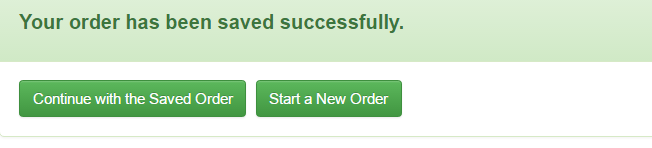 Your order has been saved successfully.
Continue with the Saved Order Start a New Order